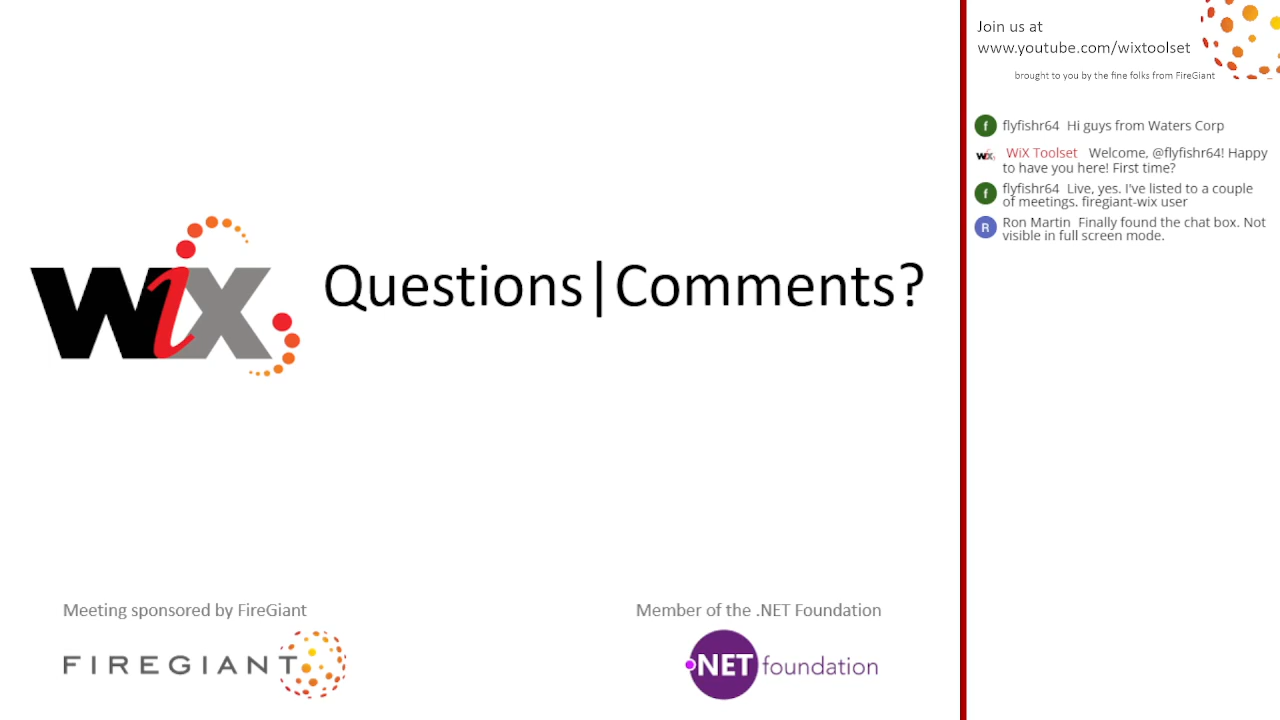 WiX
Questions|Comments?
Meeting sponsored by FireGiant
FIREGIANT
Member of the .NET Foundation
.NET foundation
Join us at
www.youtube.com/wixtoolset
brought to you by the fine folks from FireGiant
f flyfishr64 Hi guys from Waters Corp
WiX WiX Toolset Welcome, @flyfishr64! Happy
to have you here! First time?
f flyfishr64 Live, yes. I've listed to a couple
of meetings. firegiant-wix user
R Ron Martin Finally found the chat box. Not
visible in full screen mode.